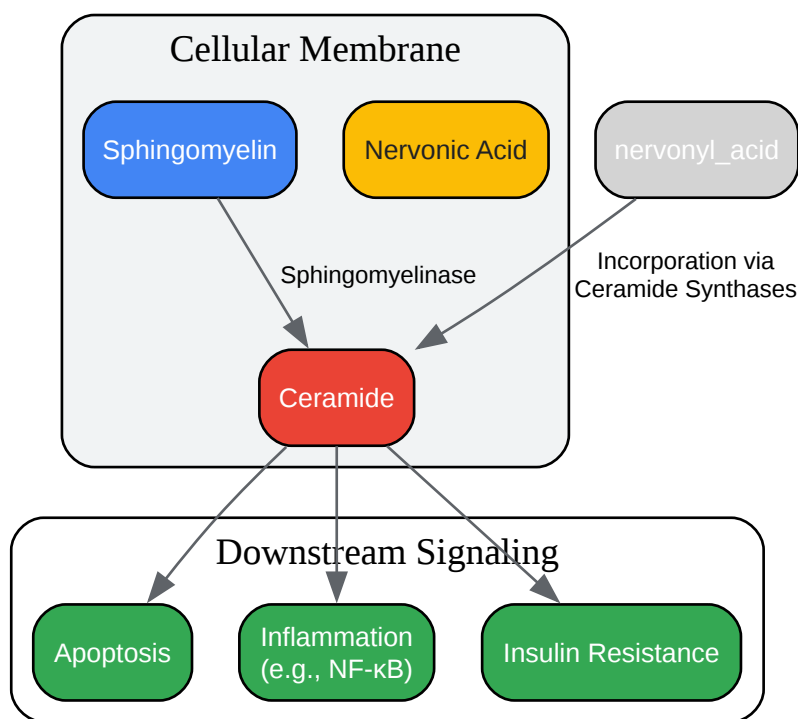 Cellular Membrane
Sphingomyelin
Nervonic Acid
nervonyl_acid
Sphingomyelinase
Incorporation via
Ceramide Synthases
Ceramide
Downstream Signaling
Apoptosis
Inflammation
(e.g., NF-κB)
Insulin Resistance